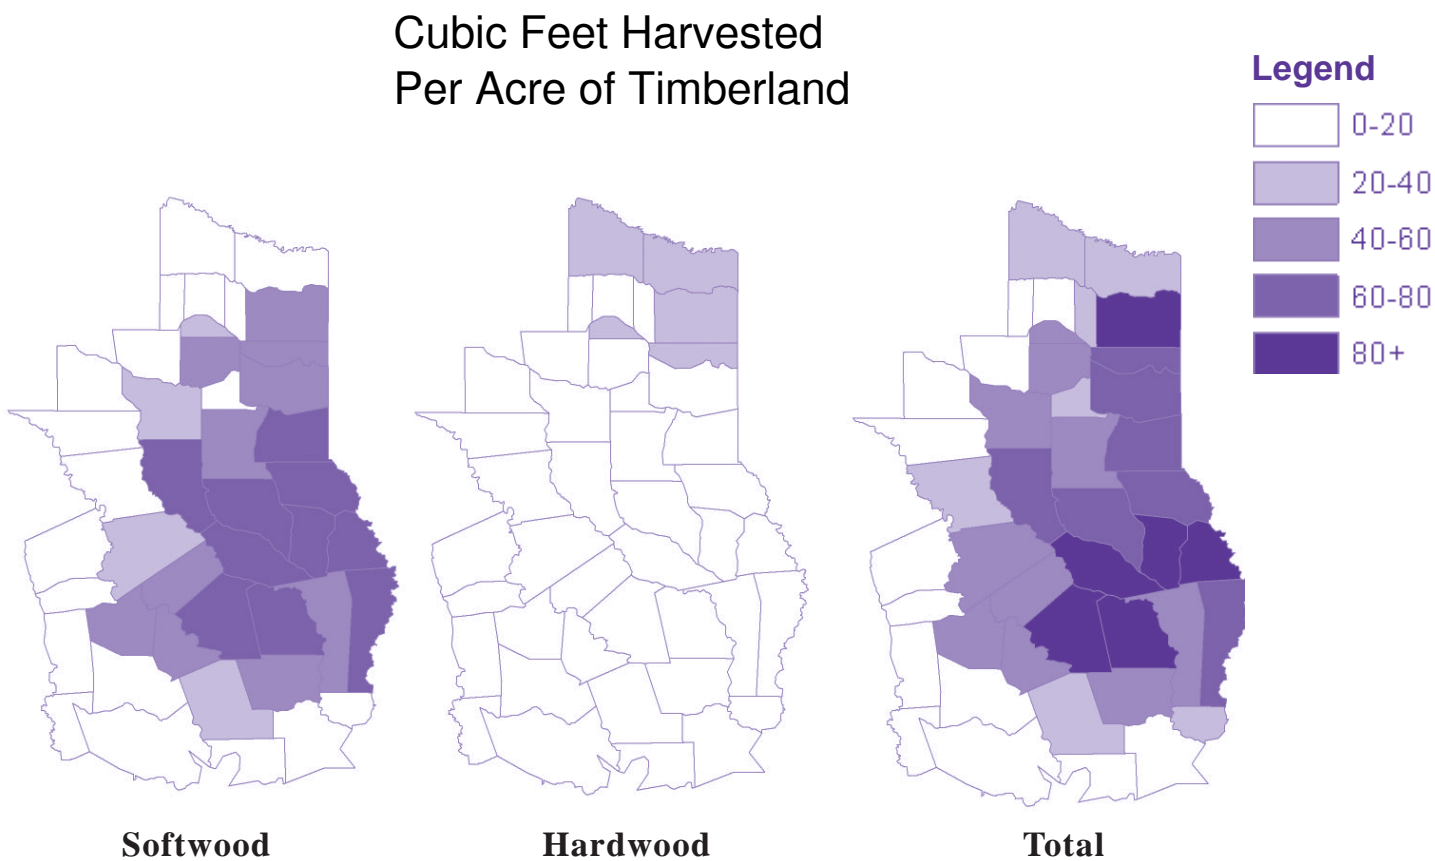 Cubic Feet Harvested
Per Acre of Timberland
Legend
0-20
20-40
40-60
60-80
80+
Softwood
Hardwood
Total